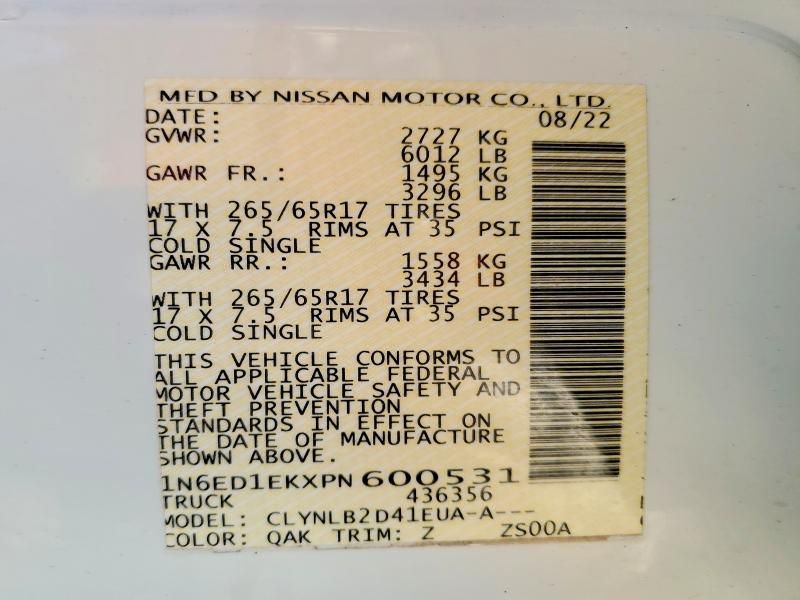 MFD BY NISSAN MOTOR CO., LTD.
DATE: 08/22
GVWR: 2727 KG
6012 LB
GAWR FR.: 1495 KG
3296 LB
WITH 265/65R17 TIRES
17 X 7.5 RIMS AT 35 PSI
COLD SINGLE
GAWR RR.: 1558 KG
3434 LB
WITH 265/65R17 TIRES
17 X 7.5 RIMS AT 35 PSI
COLD SINGLE
THIS VEHICLE CONFORMS TO
ALL APPLICABLE FEDERAL
MOTOR VEHICLE SAFETY AND
THEFT PREVENTION
STANDARDS IN EFFECT ON
THE DATE OF MANUFACTURE
SHOWN ABOVE.
1N6ED1EKXPN 600531
TRUCK 436356
MODEL: CLYNLB2D41EUA-A---
COLOR: QAK TRIM: Z ZS00A